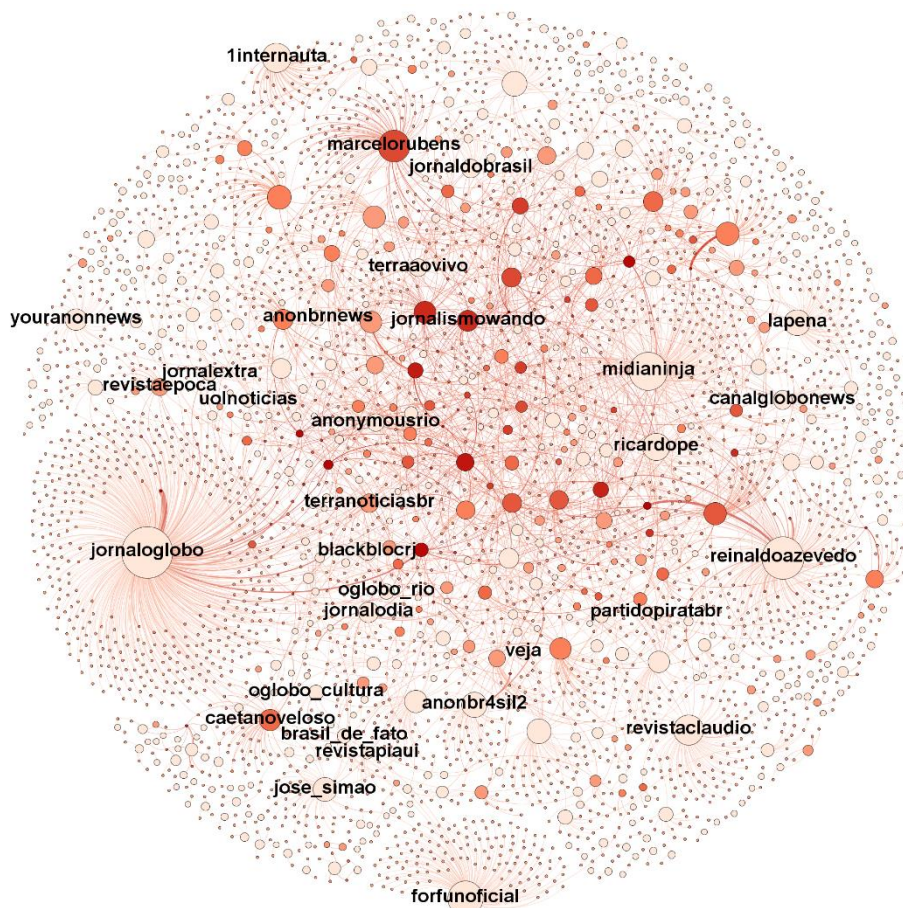 1internauta
marcelorubens
jornaldobrasil
terraaovivo
youranonnews
anonbrnews
jornalismowando
lapena
jornalextra
revistaepoca
uolnoticias
midianinja
canalglobonews
anonymousrio
ricardope
terranoticiasbr
jornaloglobo
blackblocrj
reinaldoazevedo
oglobo_rio
jornalodia
partidopiratabr
veja
oglobo_cultura
anonbr4sil2
caetanoveloso
brasil_de_fato
revistapiaui
revistaclaudio
jose_simao
forfunoficial